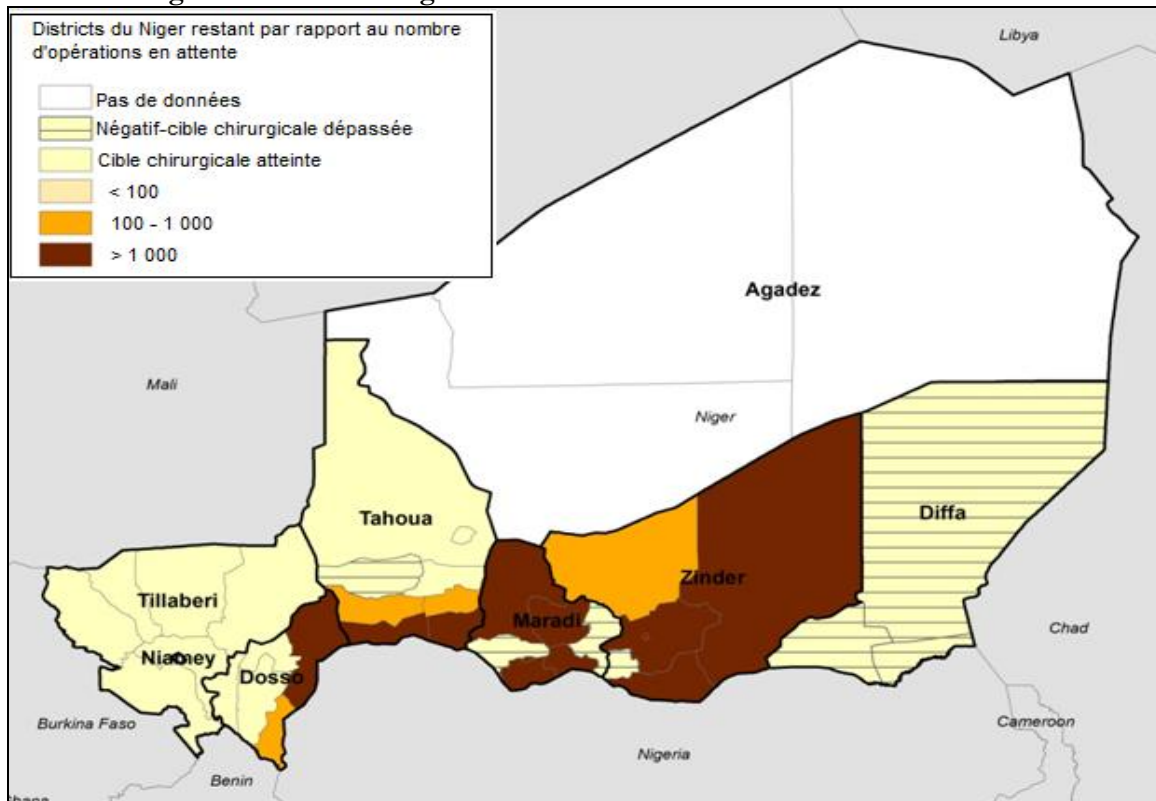 Districts du Niger restant par rapport au nombre
d'opérations en attente
Pas de données
Négatif-cible chirurgicale dépassée
Cible chirurgicale atteinte
< 100
100 - 1 000
> 1 000
Libya
Agadez
Mali
Niger
Tahoua
Diffa
Zinder
Tillaberi
Maradi
Niamey
Dosso
Chad
Burkina Faso
Cameroon
Nigeria
Benin